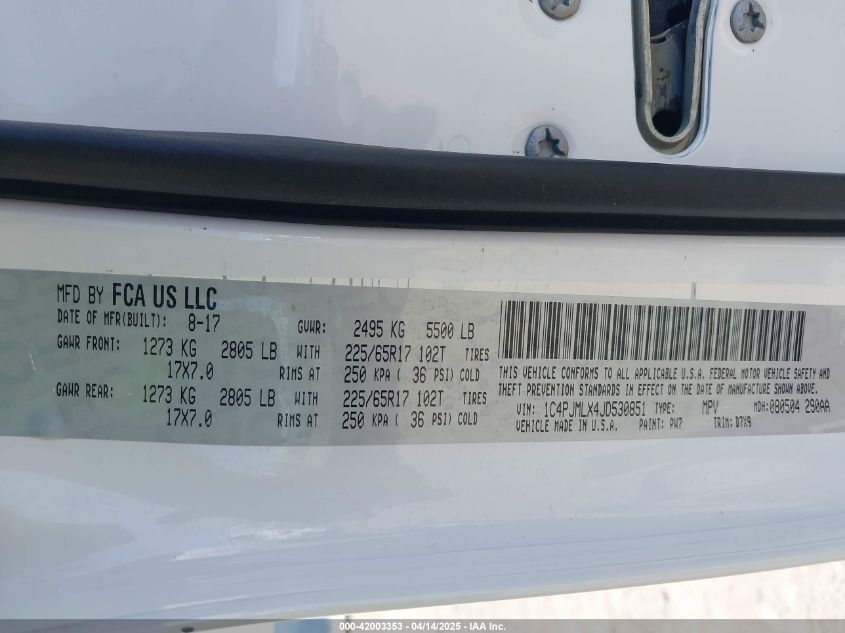 MFD BY FCA US LLC
DATE OF MFR(BUILT): 8-17 GVWR: 2495 KG 5500 LB
GAWR FRONT: 1273 KG 2805 LB WITH 225/65R17 102T TIRES
17X7.0 RIMS AT 250 KPA ( 36 PSI) COLD
GAWR REAR: 1273 KG 2805 LB WITH 225/65R17 102T TIRES
17X7.0 RIMS AT 250 KPA ( 36 PSI) COLD
THIS VEHICLE CONFORMS TO ALL APPLICABLE U.S.A. FEDERAL MOTOR VEHICLE SAFETY AND
THEFT PREVENTION STANDARDS IN EFFECT ON THE DATE OF MANUFACTURE SHOWN ABOVE.
VIN: 1C4PJMLX4JD530851 TYPE: MPV MDH:080504 290AA
VEHICLE MADE IN U.S.A. PAINT: PW7 TRIM: D7X9
000-42003353 - 04/14/2025 - IAA Inc.